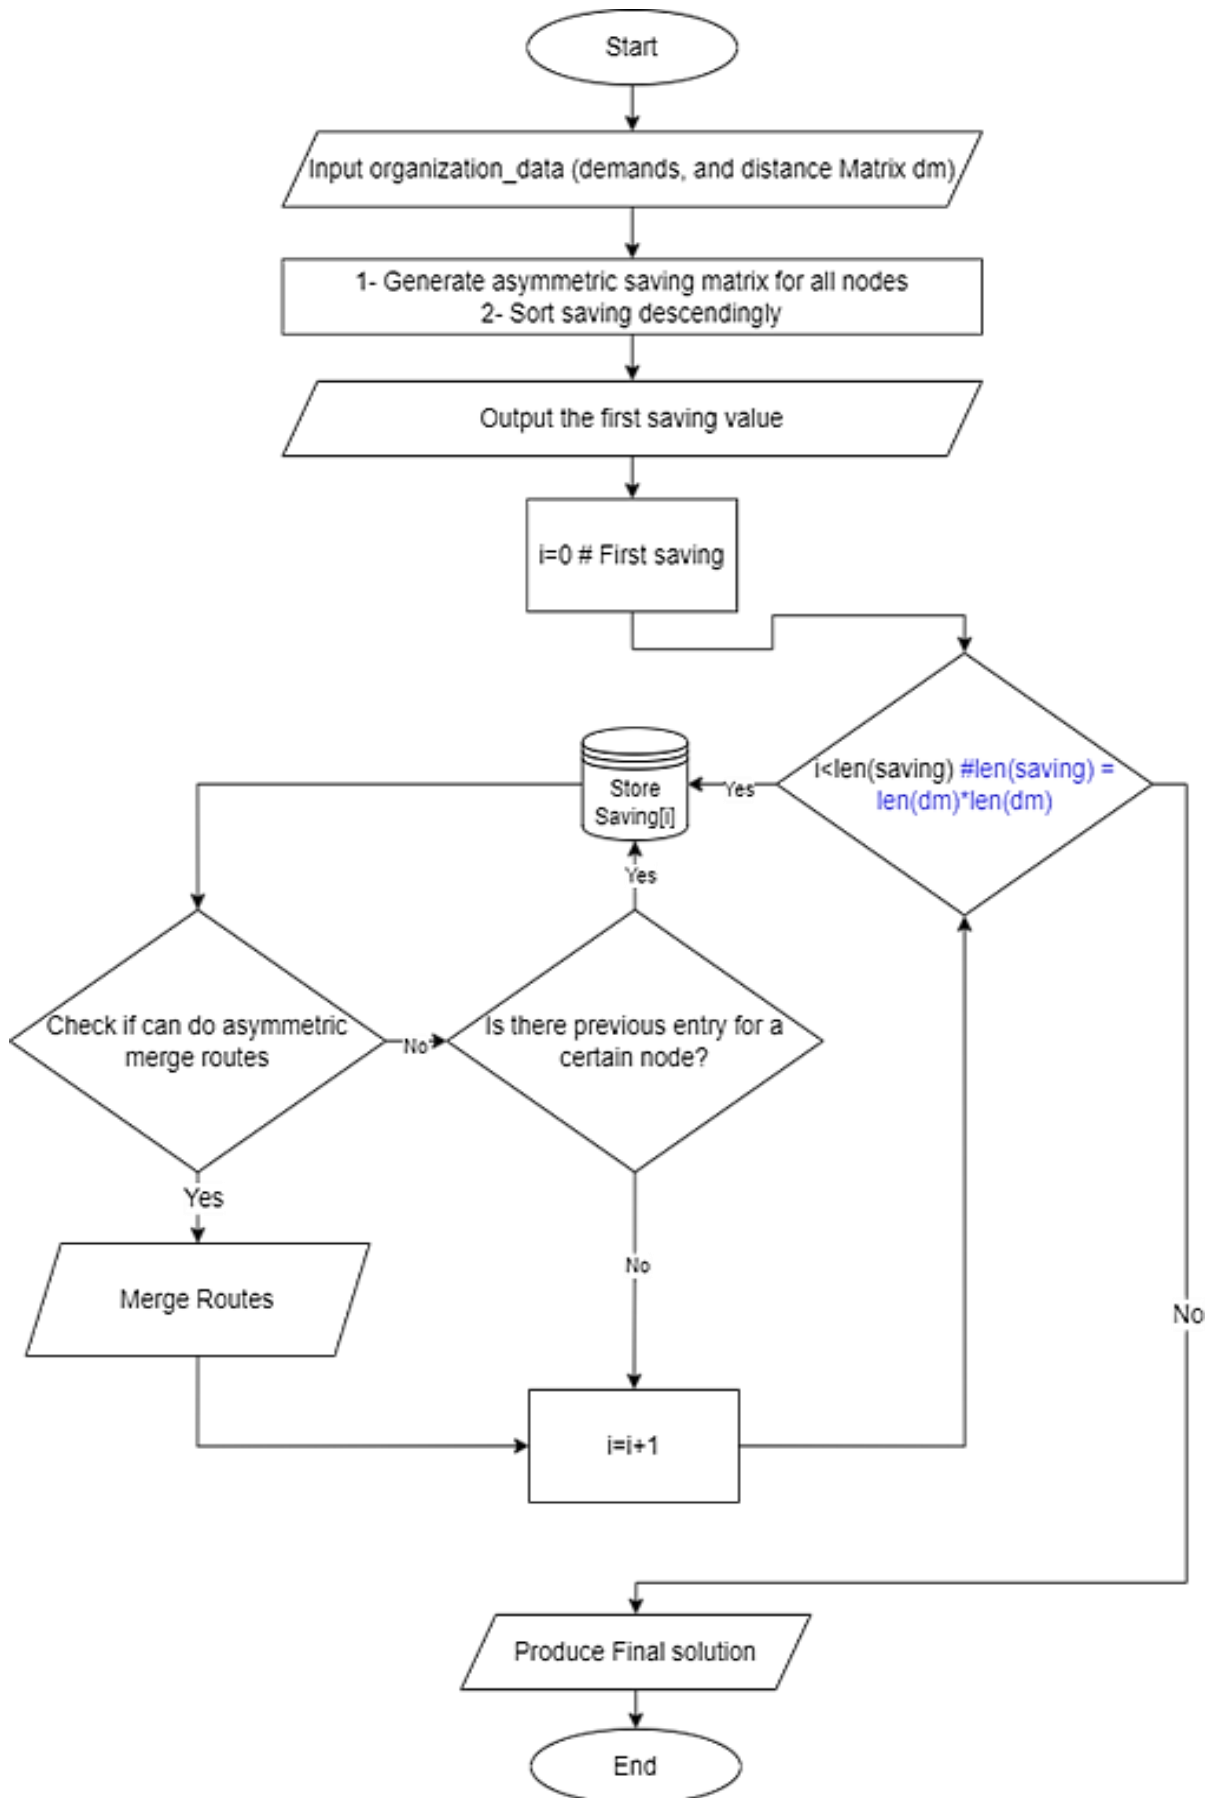 Start
Input organization_data (demands, and distance Matrix dm)
1- Generate asymmetric saving matrix for all nodes
2- Sort saving descendingly
Output the first saving value
i=0 # First saving
i<len(saving) #len(saving) =
len(dm)*len(dm)
Yes
Store
Saving[i]
Yes
Check if can do asymmetric
merge routes
No
Is there previous entry for a
certain node?
Yes
No
Merge Routes
No
i=i+1
Produce Final solution
End